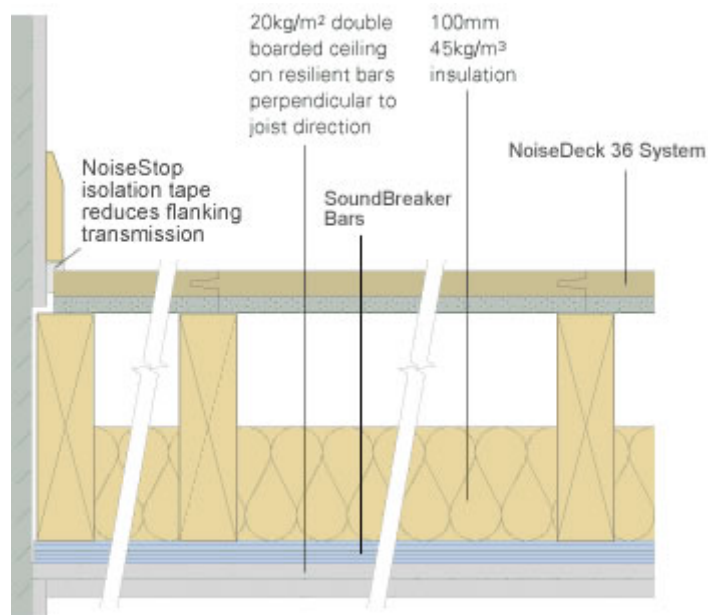 20kg/m² double
boarded ceiling
on resilient bars
perpendicular to
joist direction
100mm
45kg/m³
insulation
NoiseDeck 36 System
NoiseStop
isolation tape
reduces flanking
transmission
SoundBreaker
Bars